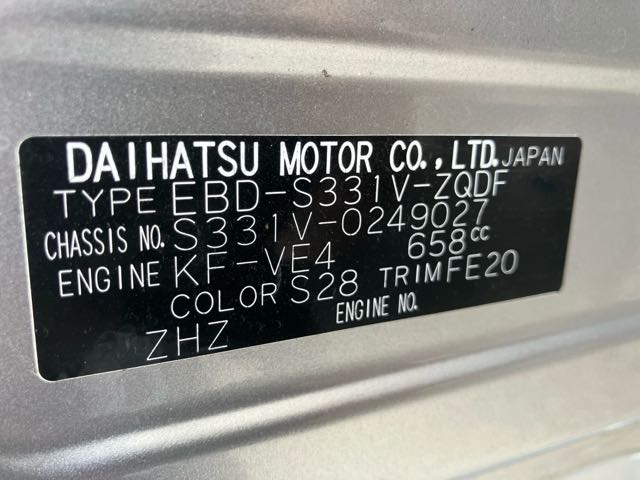 DAIHATSU MOTOR CO.,LTD. JAPAN
TYPE EBD-S331V-ZQDF
CHASSIS NO. S331V-0249027
ENGINE KF-VE4 658cc
COLOR S28 TRIM FE20
ENGINE NO.
ZHZ